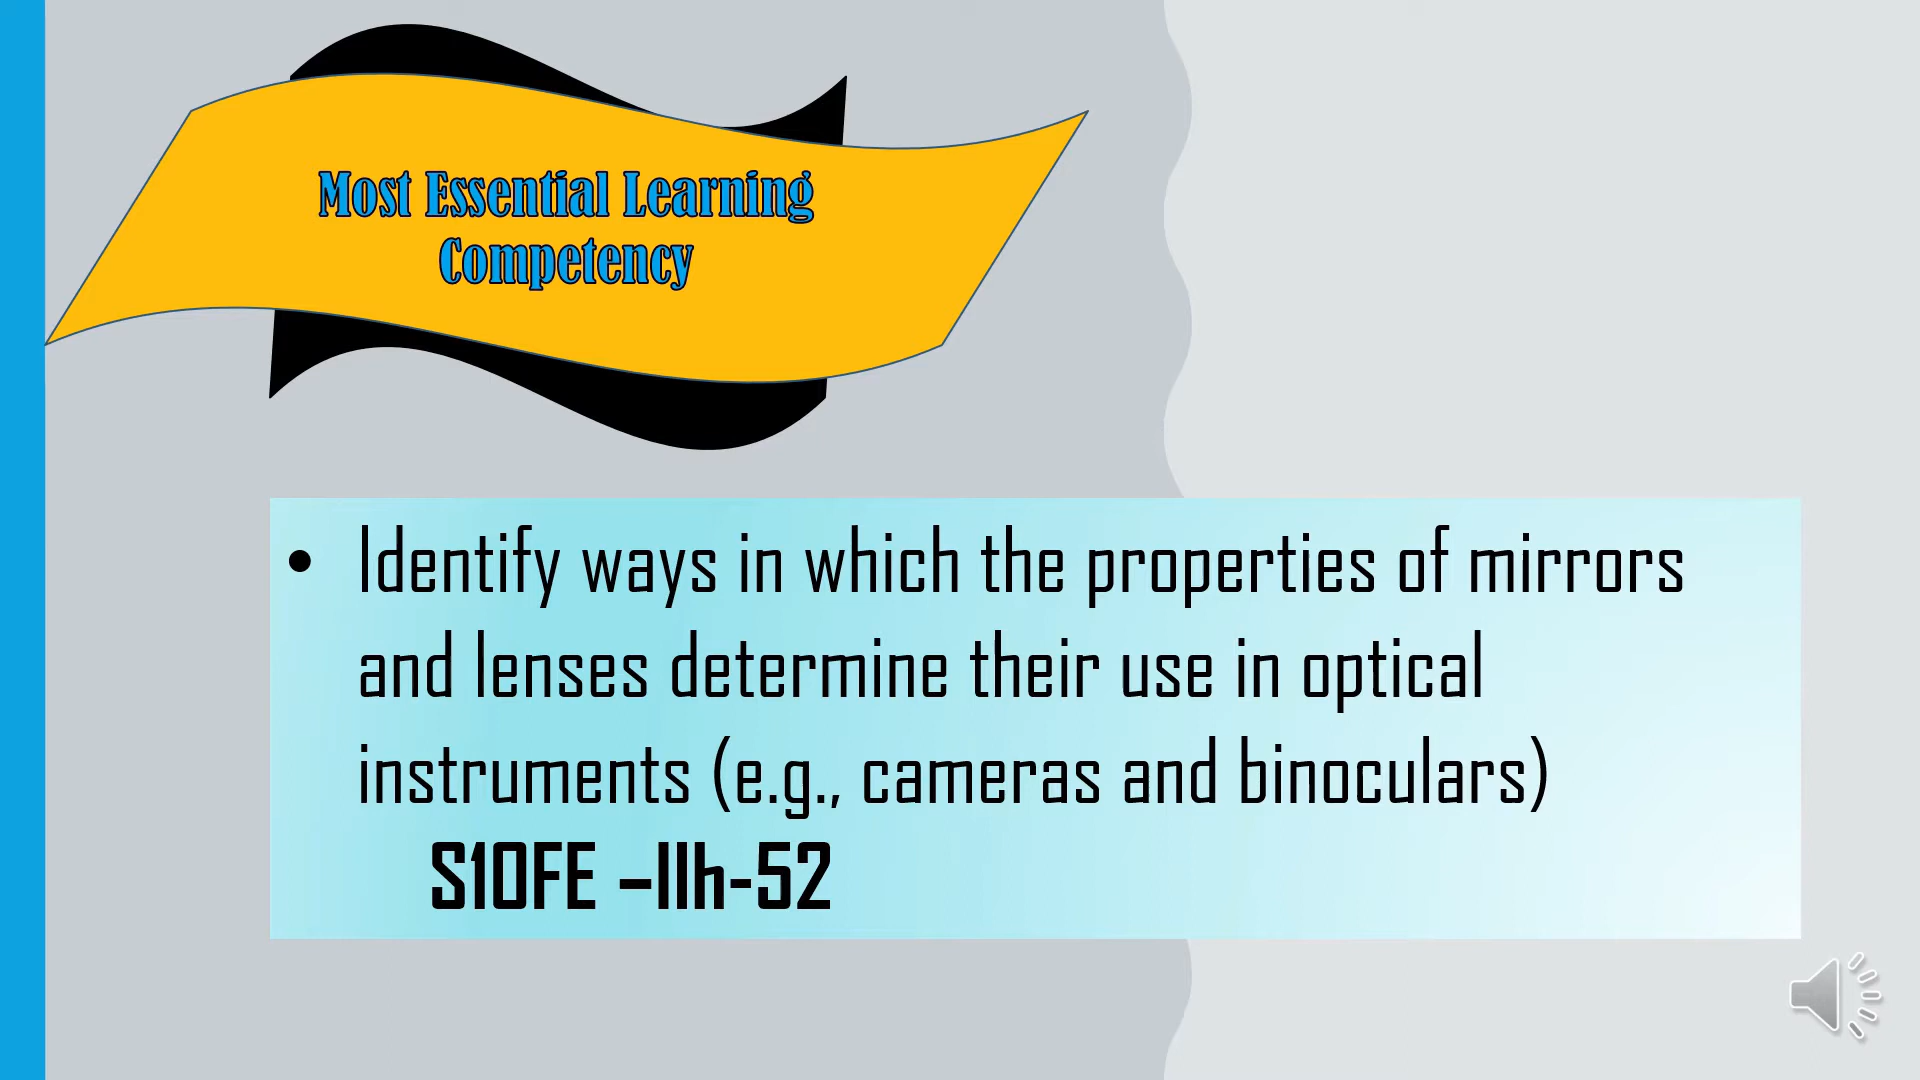 Most Essential Learning
Competency
• Identify ways in which the properties of mirrors
and lenses determine their use in optical
instruments (e.g., cameras and binoculars)
S10FE –IIh-52